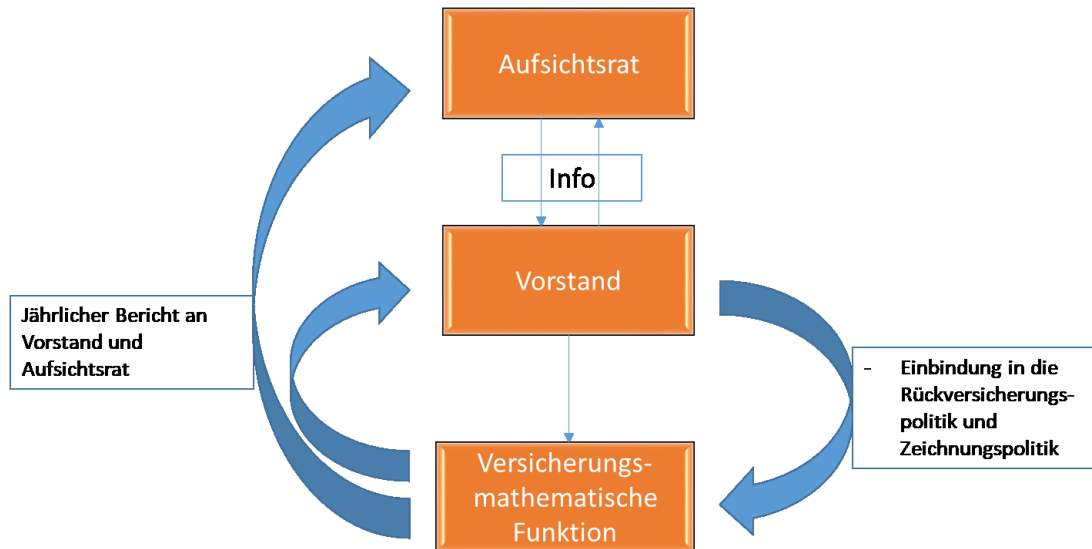 Aufsichtsrat
Info
Vorstand
Jährlicher Bericht an
Vorstand und
Aufsichtsrat
- Einbindung in die
Rückversicherungs-
politik und
Zeichnungspolitik
Versicherungs-
mathematische
Funktion